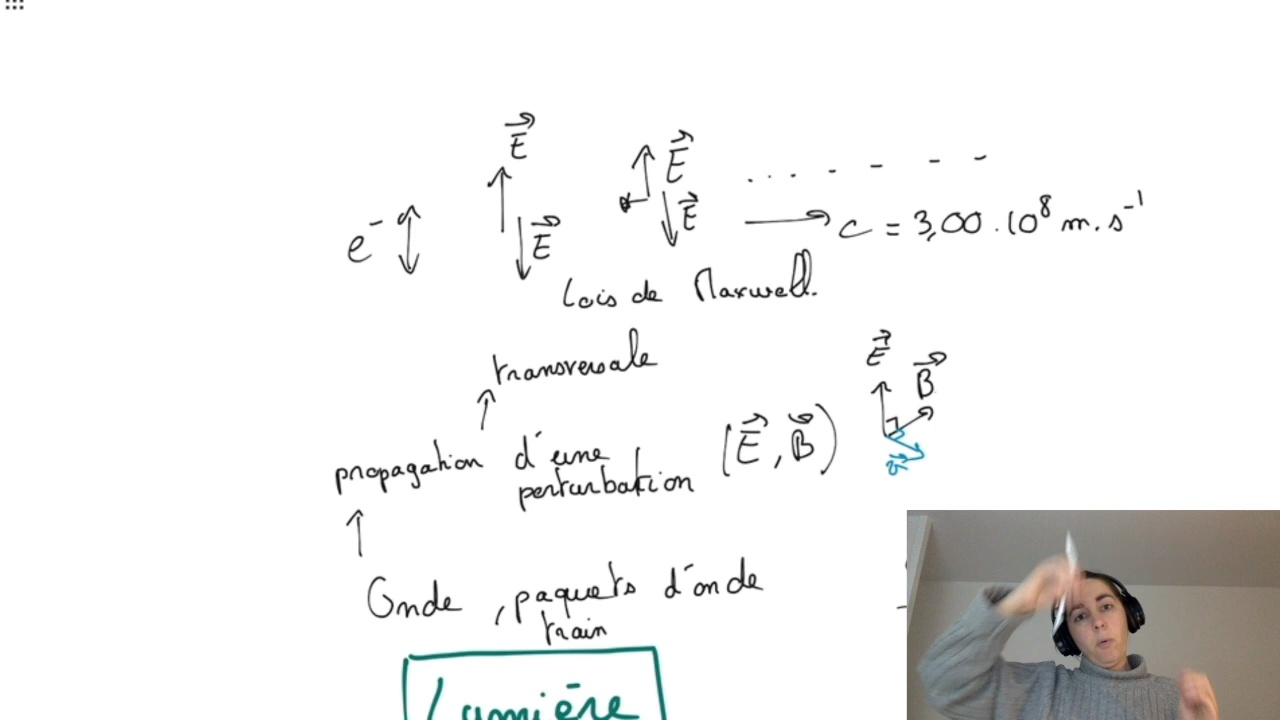 E
E
E
E
e⁻
c = 3,00 . 10⁸ m.s⁻¹
Lois de Maxwell.
transversale
E
B
propagation d'une perturbation (E, B)
Onde, paquets d'onde
train
Lumière